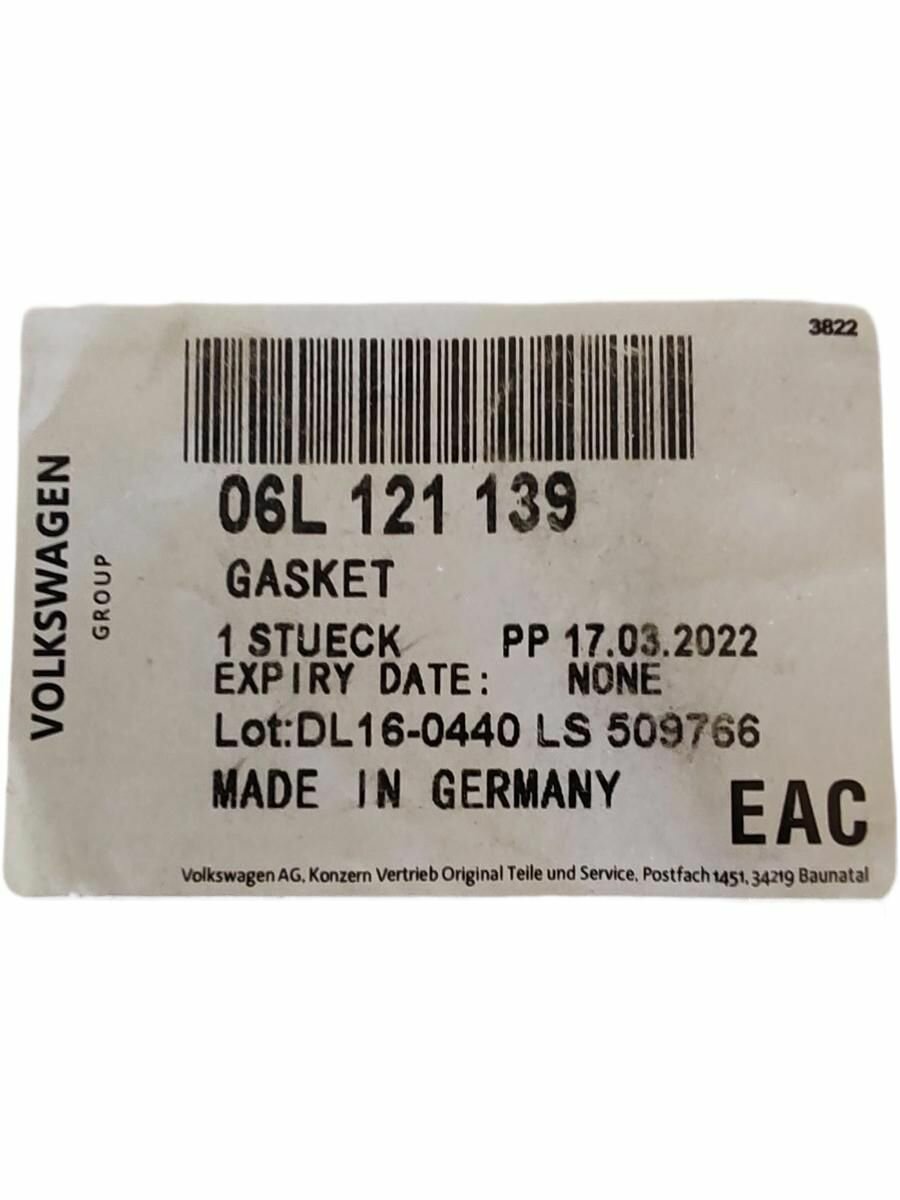 3822
VOLKSWAGEN
GROUP
06L 121 139
GASKET
1 STUECK PP 17.03.2022
EXPIRY DATE: NONE
Lot:DL16-0440 LS 509766
MADE IN GERMANY
EAC
Volkswagen AG, Konzern Vertrieb Original Teile und Service, Postfach 1451, 34219 Baunatal